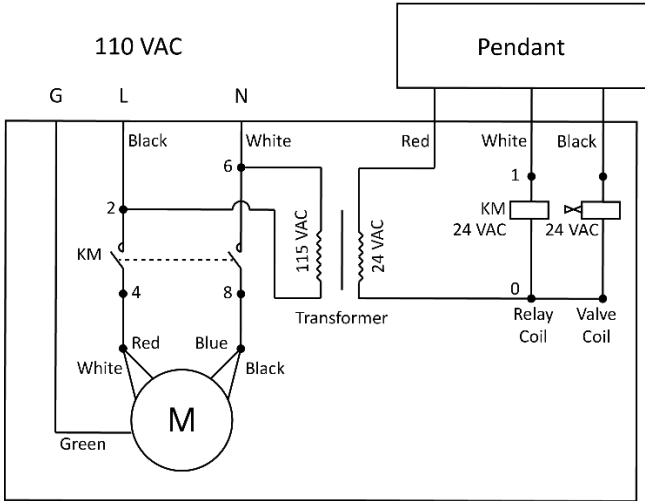 110 VAC
Pendant
G
L
N
Black
White
Red
White
Black
6
1
2
KM
24 VAC
24 VAC
115 VAC
24 VAC
KM
4
8
0
Transformer
Relay
Coil
Valve
Coil
Red
Blue
White
Black
M
Green